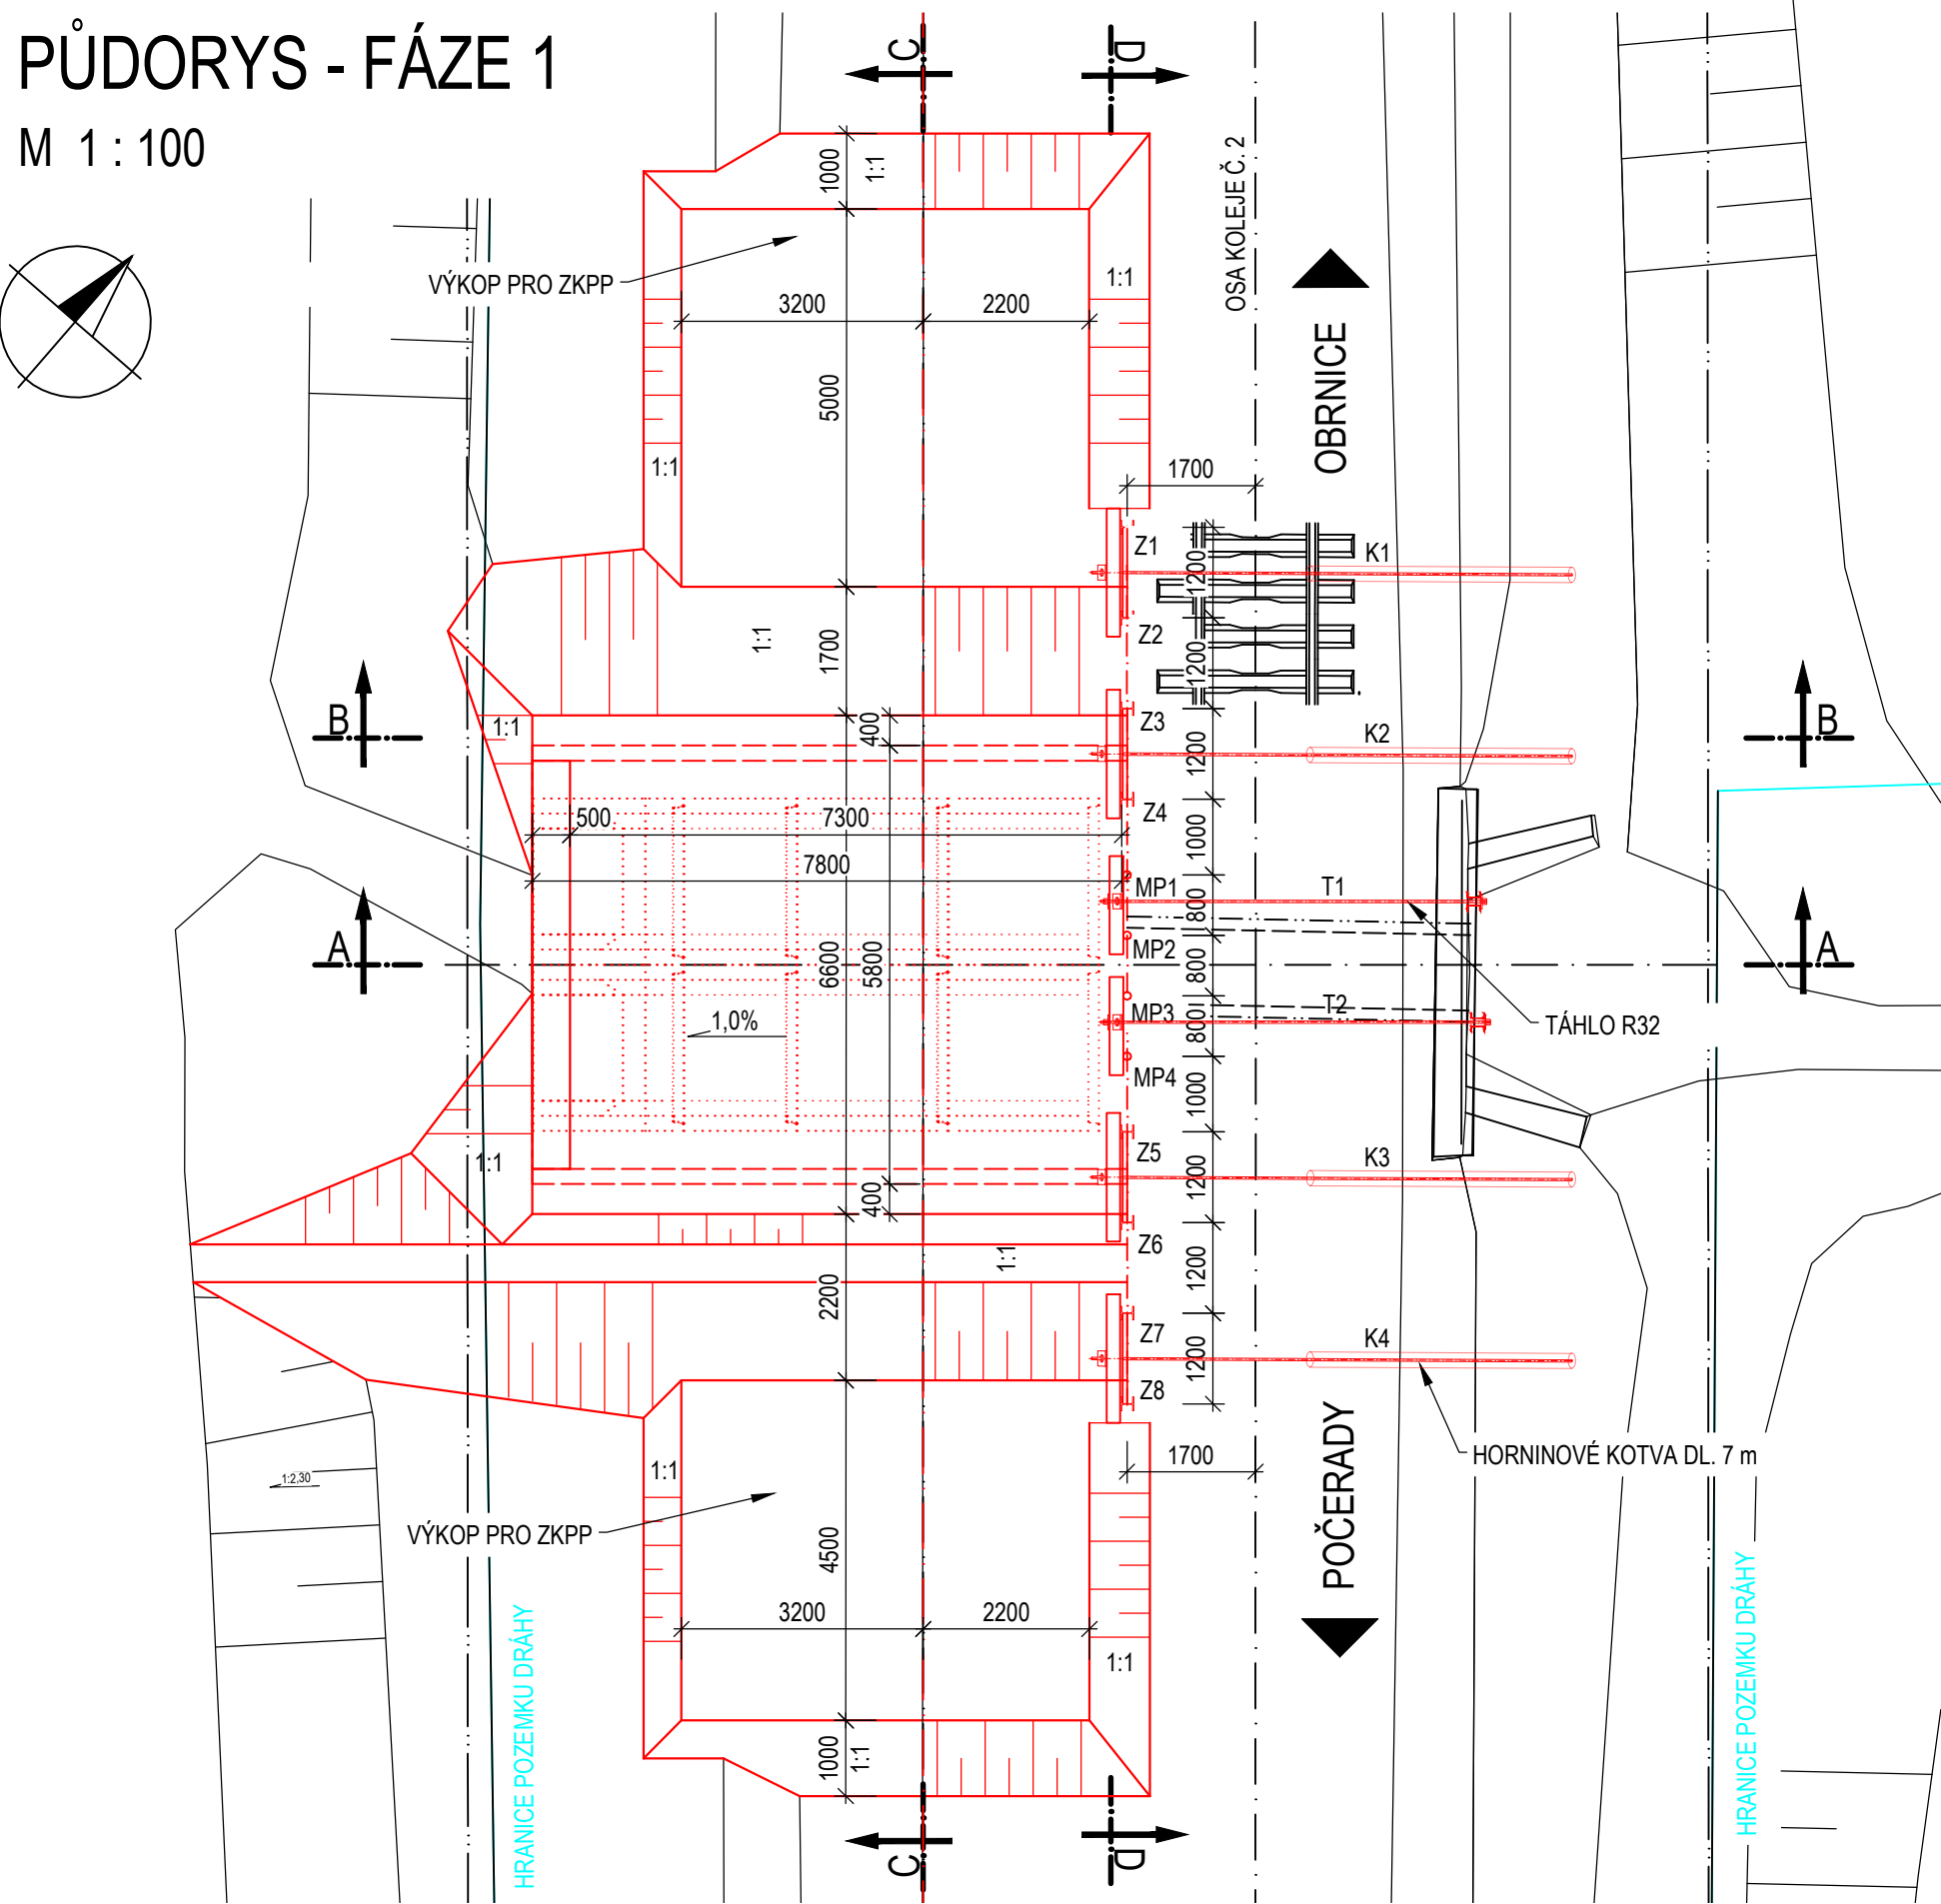 PŮDORYS - FÁZE 1
M 1 : 100
C
D
1000
1:1
OSA KOLEJE Č. 2
VÝKOP PRO ZKPP
1:1
3200
2200
OBRNICE
5000
1:1
1700
Z1
1200
K1
Z2
1:1
1700
1200
B
1:1
400
Z3
K2
B
1200
500
7300
Z4
1000
7800
MP1
T1
800
A
6600
5800
MP2
800
A
1,0%
MP3
800
T2
TÁHLO R32
MP4
1000
1:1
Z5
K3
1200
400
Z6
1:1
1200
2200
Z7
K4
1200
Z8
1:1
1700
HORNINOVÉ KOTVA DL. 7 m
1:2,30
POČERADY
VÝKOP PRO ZKPP
4500
3200
2200
HRANICE POZEMKU DRÁHY
HRANICE POZEMKU DRÁHY
1:1
1000
1:1
C
D